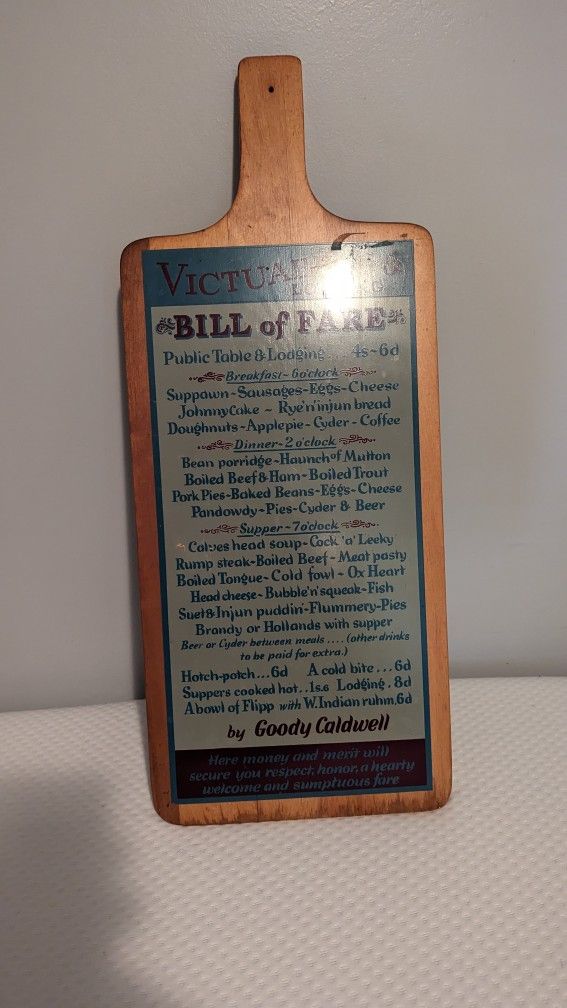 BILL of FARE
Public Table & Lodging ... 4s~6d
Breakfast~6 o'clock
Suppawn~Sausages~Eggs~Cheese
Johnny Cake ~ Rye'n'injun bread
Doughnuts~Applepie~Cyder~Coffee
Dinner~2 o'clock
Bean porridge~Haunch of Mutton
Boiled Beef & Ham~Boiled Trout
Pork Pies~Baked Beans~Eggs~Cheese
Pandowdy~Pies~Cyder & Beer
Supper~7 o'clock
Calves head soup~Cock 'a' Leeky
Rump steak~Boiled Beef~Meat pasty
Boiled Tongue~Cold fowl~Ox Heart
Head cheese~Bubble'n'squeak~Fish
Suet & Injun puddin'~Flummery~Pies
Brandy or Hollands with supper
Beer or Cyder between meals .... (other drinks
to be paid for extra.)
Hotch-potch...6d A cold bite...6d
Suppers cooked hot..1s.6 Lodging.8d
A bowl of Flipp with W.Indian ruhm,6d
by Goody Caldwell
Here money and merit will
secure you respect, honor, a hearty
welcome and sumptuous fare